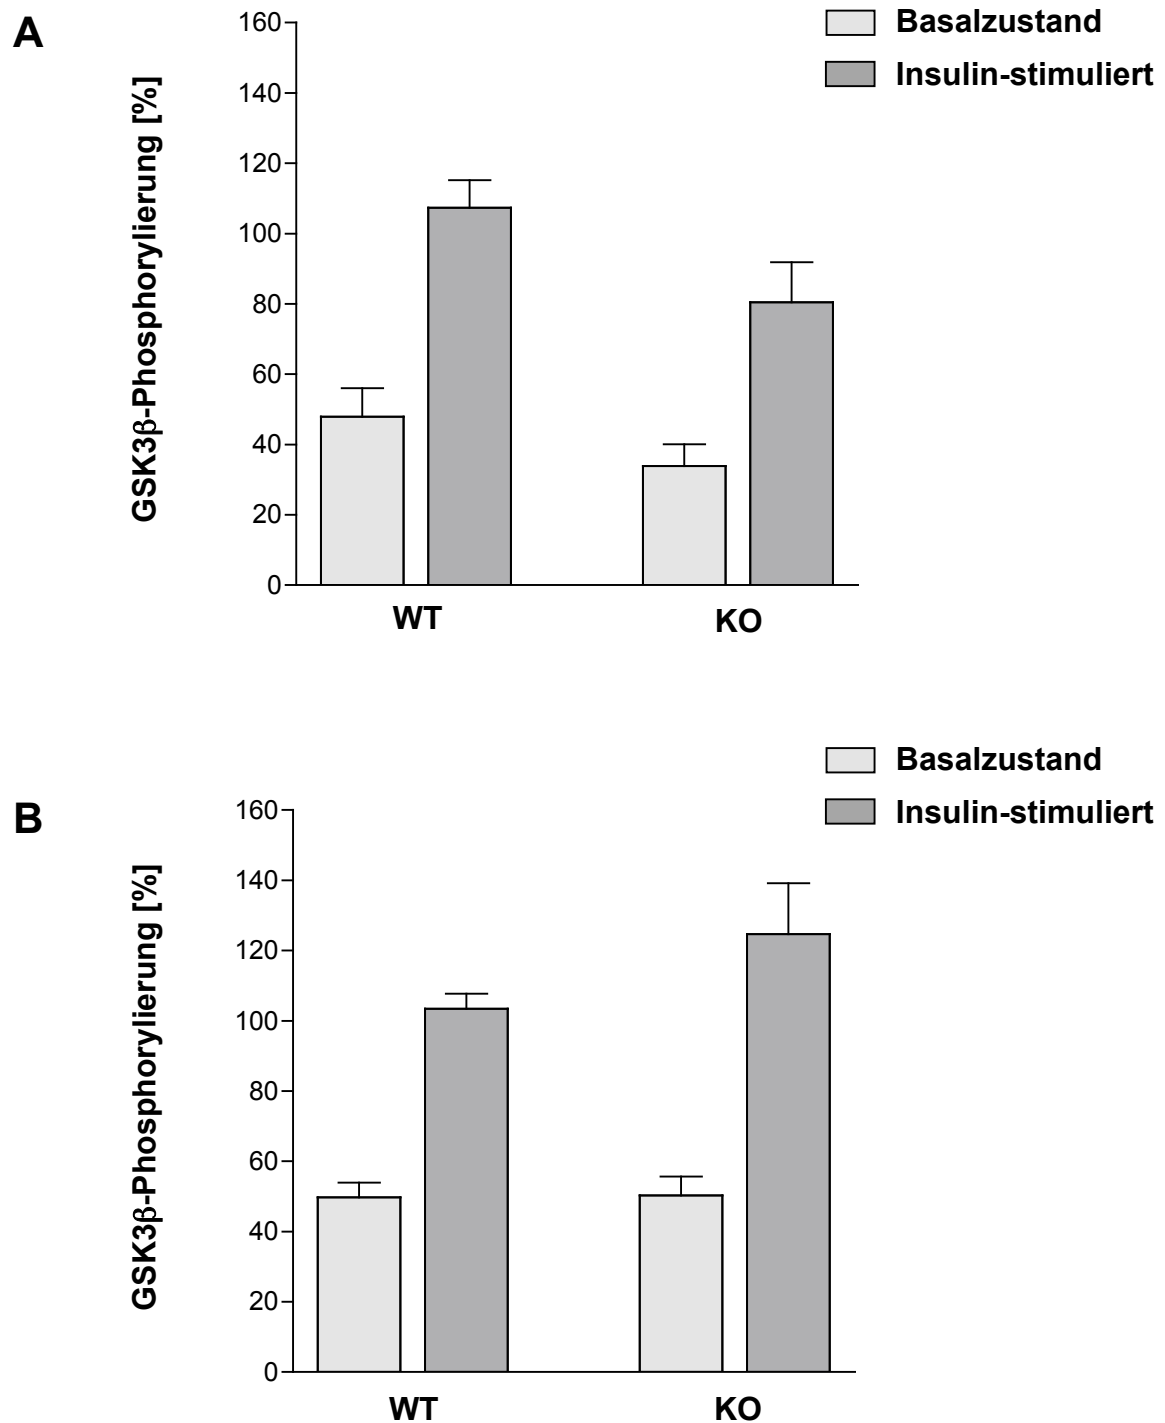 A
Basalzustand
Insulin-stimuliert
GSK3β-Phosphorylierung [%]
160
140
120
100
80
60
40
20
0
WT
KO
B
Basalzustand
Insulin-stimuliert
GSK3β-Phosphorylierung [%]
160
140
120
100
80
60
40
20
0
WT
KO